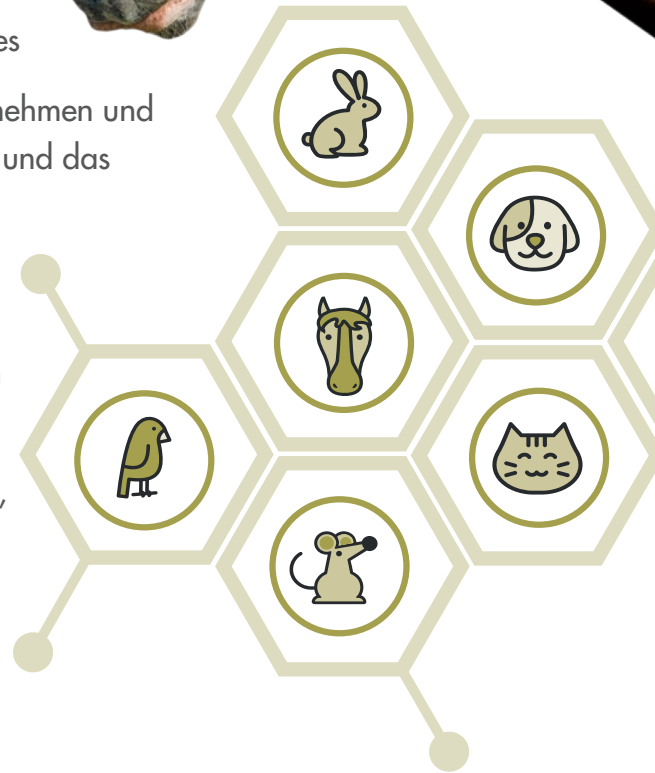 es
nehmen und
und das
,